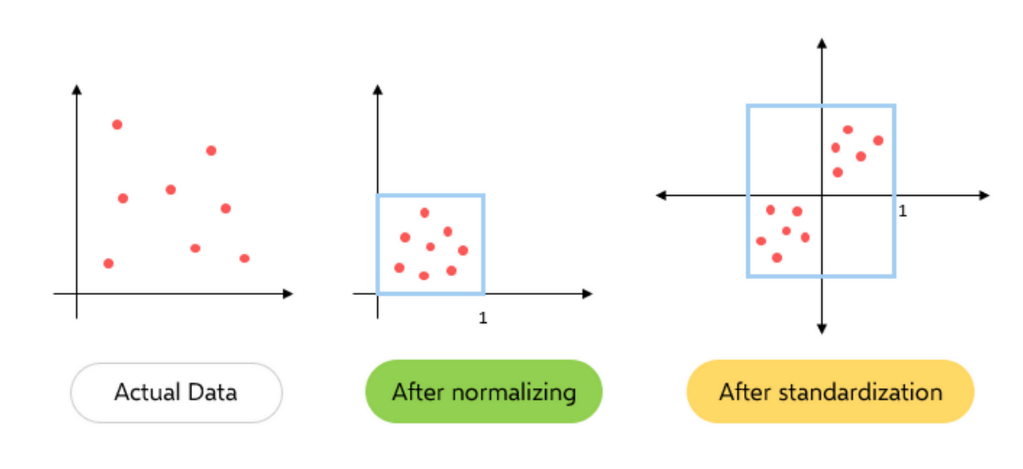 1
1
Actual Data
After normalizing
After standardization